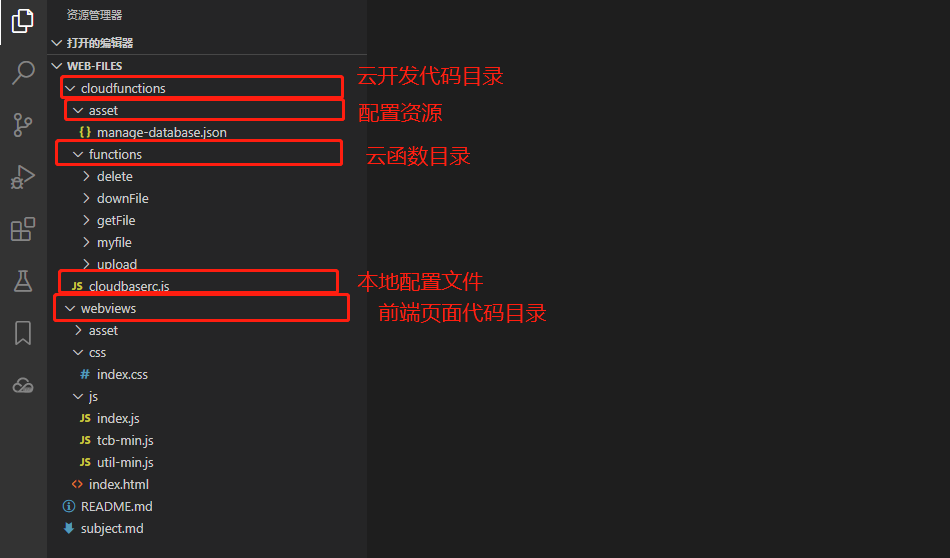 资源管理器
打开的编辑器
WEB-FILES
cloudfunctions 云开发代码目录
asset 配置资源
{} manage-database.json
functions 云函数目录
delete
downFile
getFile
myfile
upload
JS cloudbaserc.js 本地配置文件
webviews 前端页面代码目录
asset
css
# index.css
js
JS index.js
JS tcb-min.js
JS util-min.js
<> index.html
README.md
subject.md